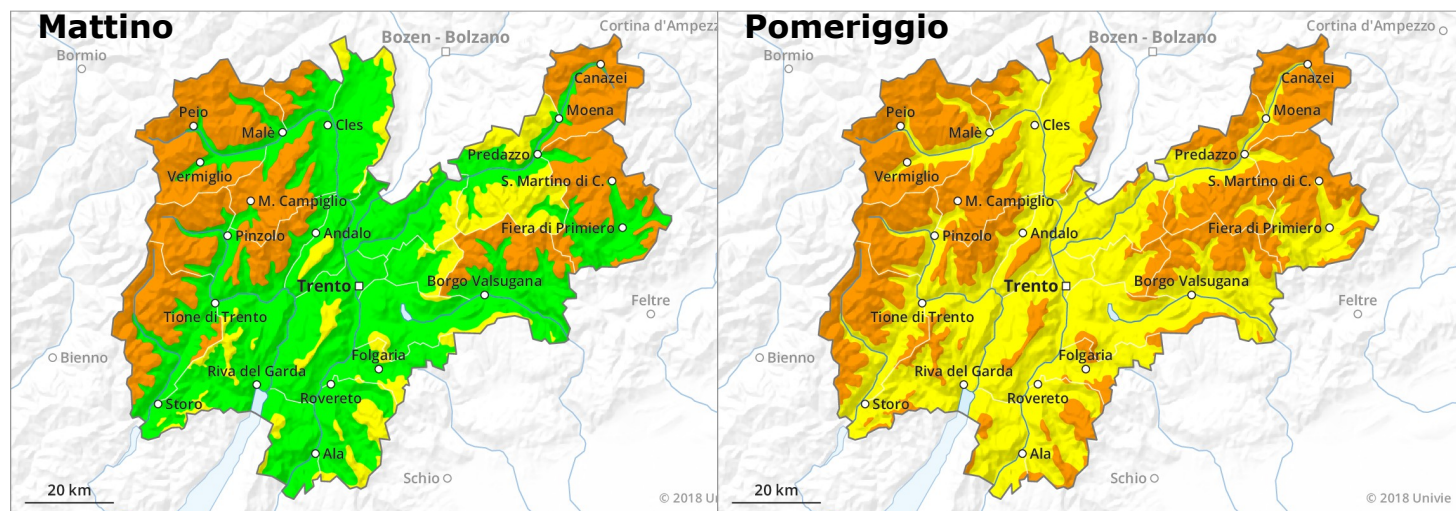 Mattino
Cortina d'Ampezz
Bozen - Bolzano
Bormio
Canazei
Peio
Moena
Malè
Cles
Predazzo
Vermiglio
S. Martino di C.
M. Campiglio
Fiera di Primiero
Pinzolo
Andalo
Borgo Valsugana
Trento
Feltre
Tione di Trento
Bienno
Folgaria
Riva del Garda
Rovereto
Storo
Ala
Schio
20 km
© 2018 Un
Pomeriggio
Cortina d'Ampezzo
Bozen - Bolzano
Bormio
Canazei
Peio
Moena
Malè
Cles
Predazzo
Vermiglio
S. Martino di C.
M. Campiglio
Fiera di Primiero
Pinzolo
Andalo
Borgo Valsugana
Trento
Feltre
Tione di Trento
Bienno
Folgaria
Riva del Garda
Rovereto
Storo
Ala
Schio
20 km
© 2018 Univie